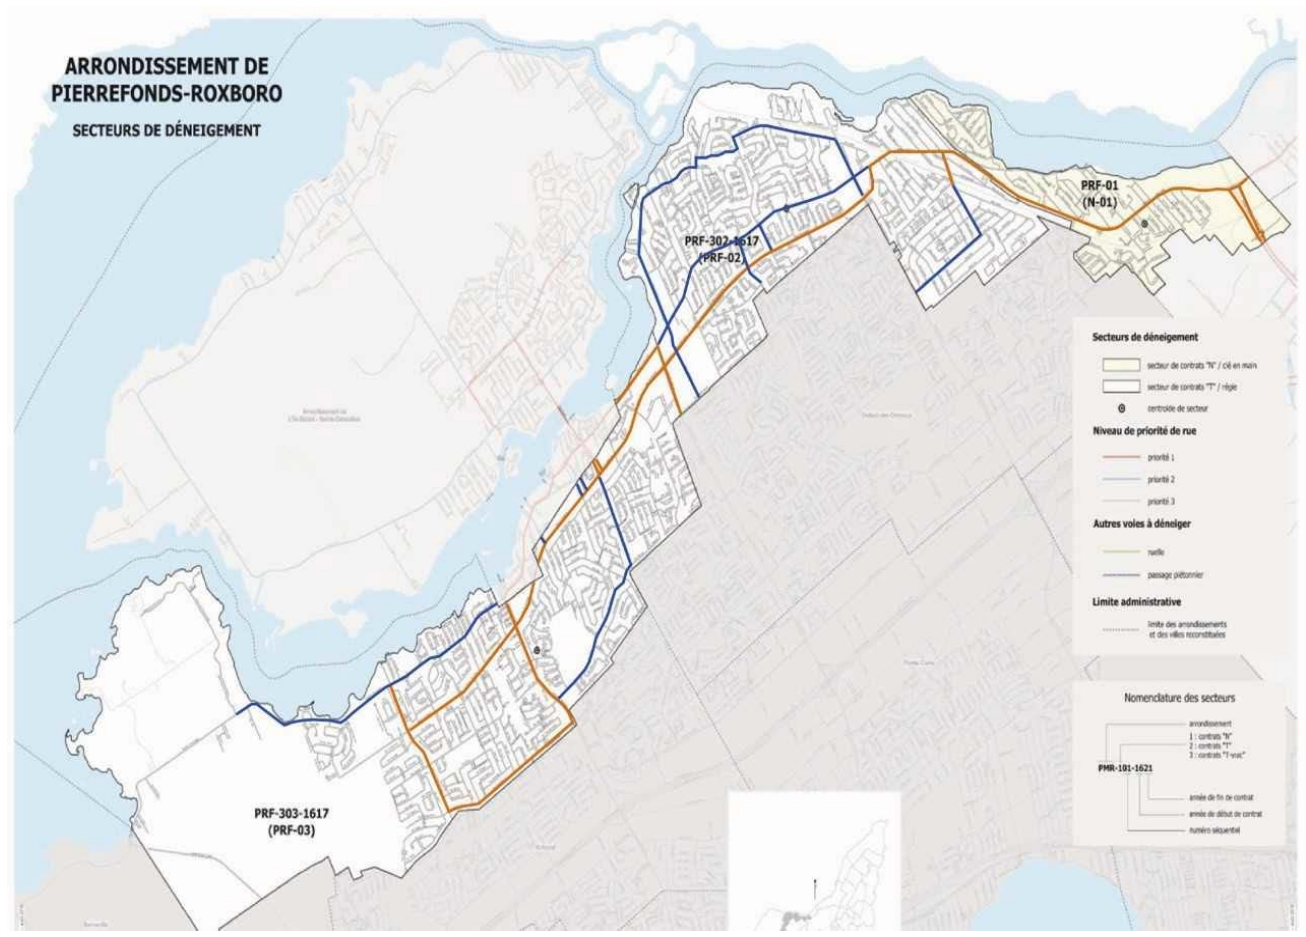 ARRONDISSEMENT DE
PIERREFONDS-ROXBORO
SECTEURS DE DÉNEIGEMENT
PRF-01
(N-01)
PRF-302-1617
(PRF-02)
PRF-303-1617
(PRF-03)
Secteurs de déneigement
secteur de contrats "N" / clé en main
secteur de contrats "T" / régie
centroïde de secteur
Niveau de priorité de rue
priorité 1
priorité 2
priorité 3
Autres voies à déneiger
ruelle
passage piétonnier
Limite administrative
limite des arrondissements
et des villes reconstituées
Nomenclature des secteurs
arrondissement
1 : contrats "N"
2 : contrats "T"
3 : contrats "T-vrac"
PMR-101-1621
année de fin de contrat
année de début de contrat
numéro séquentiel